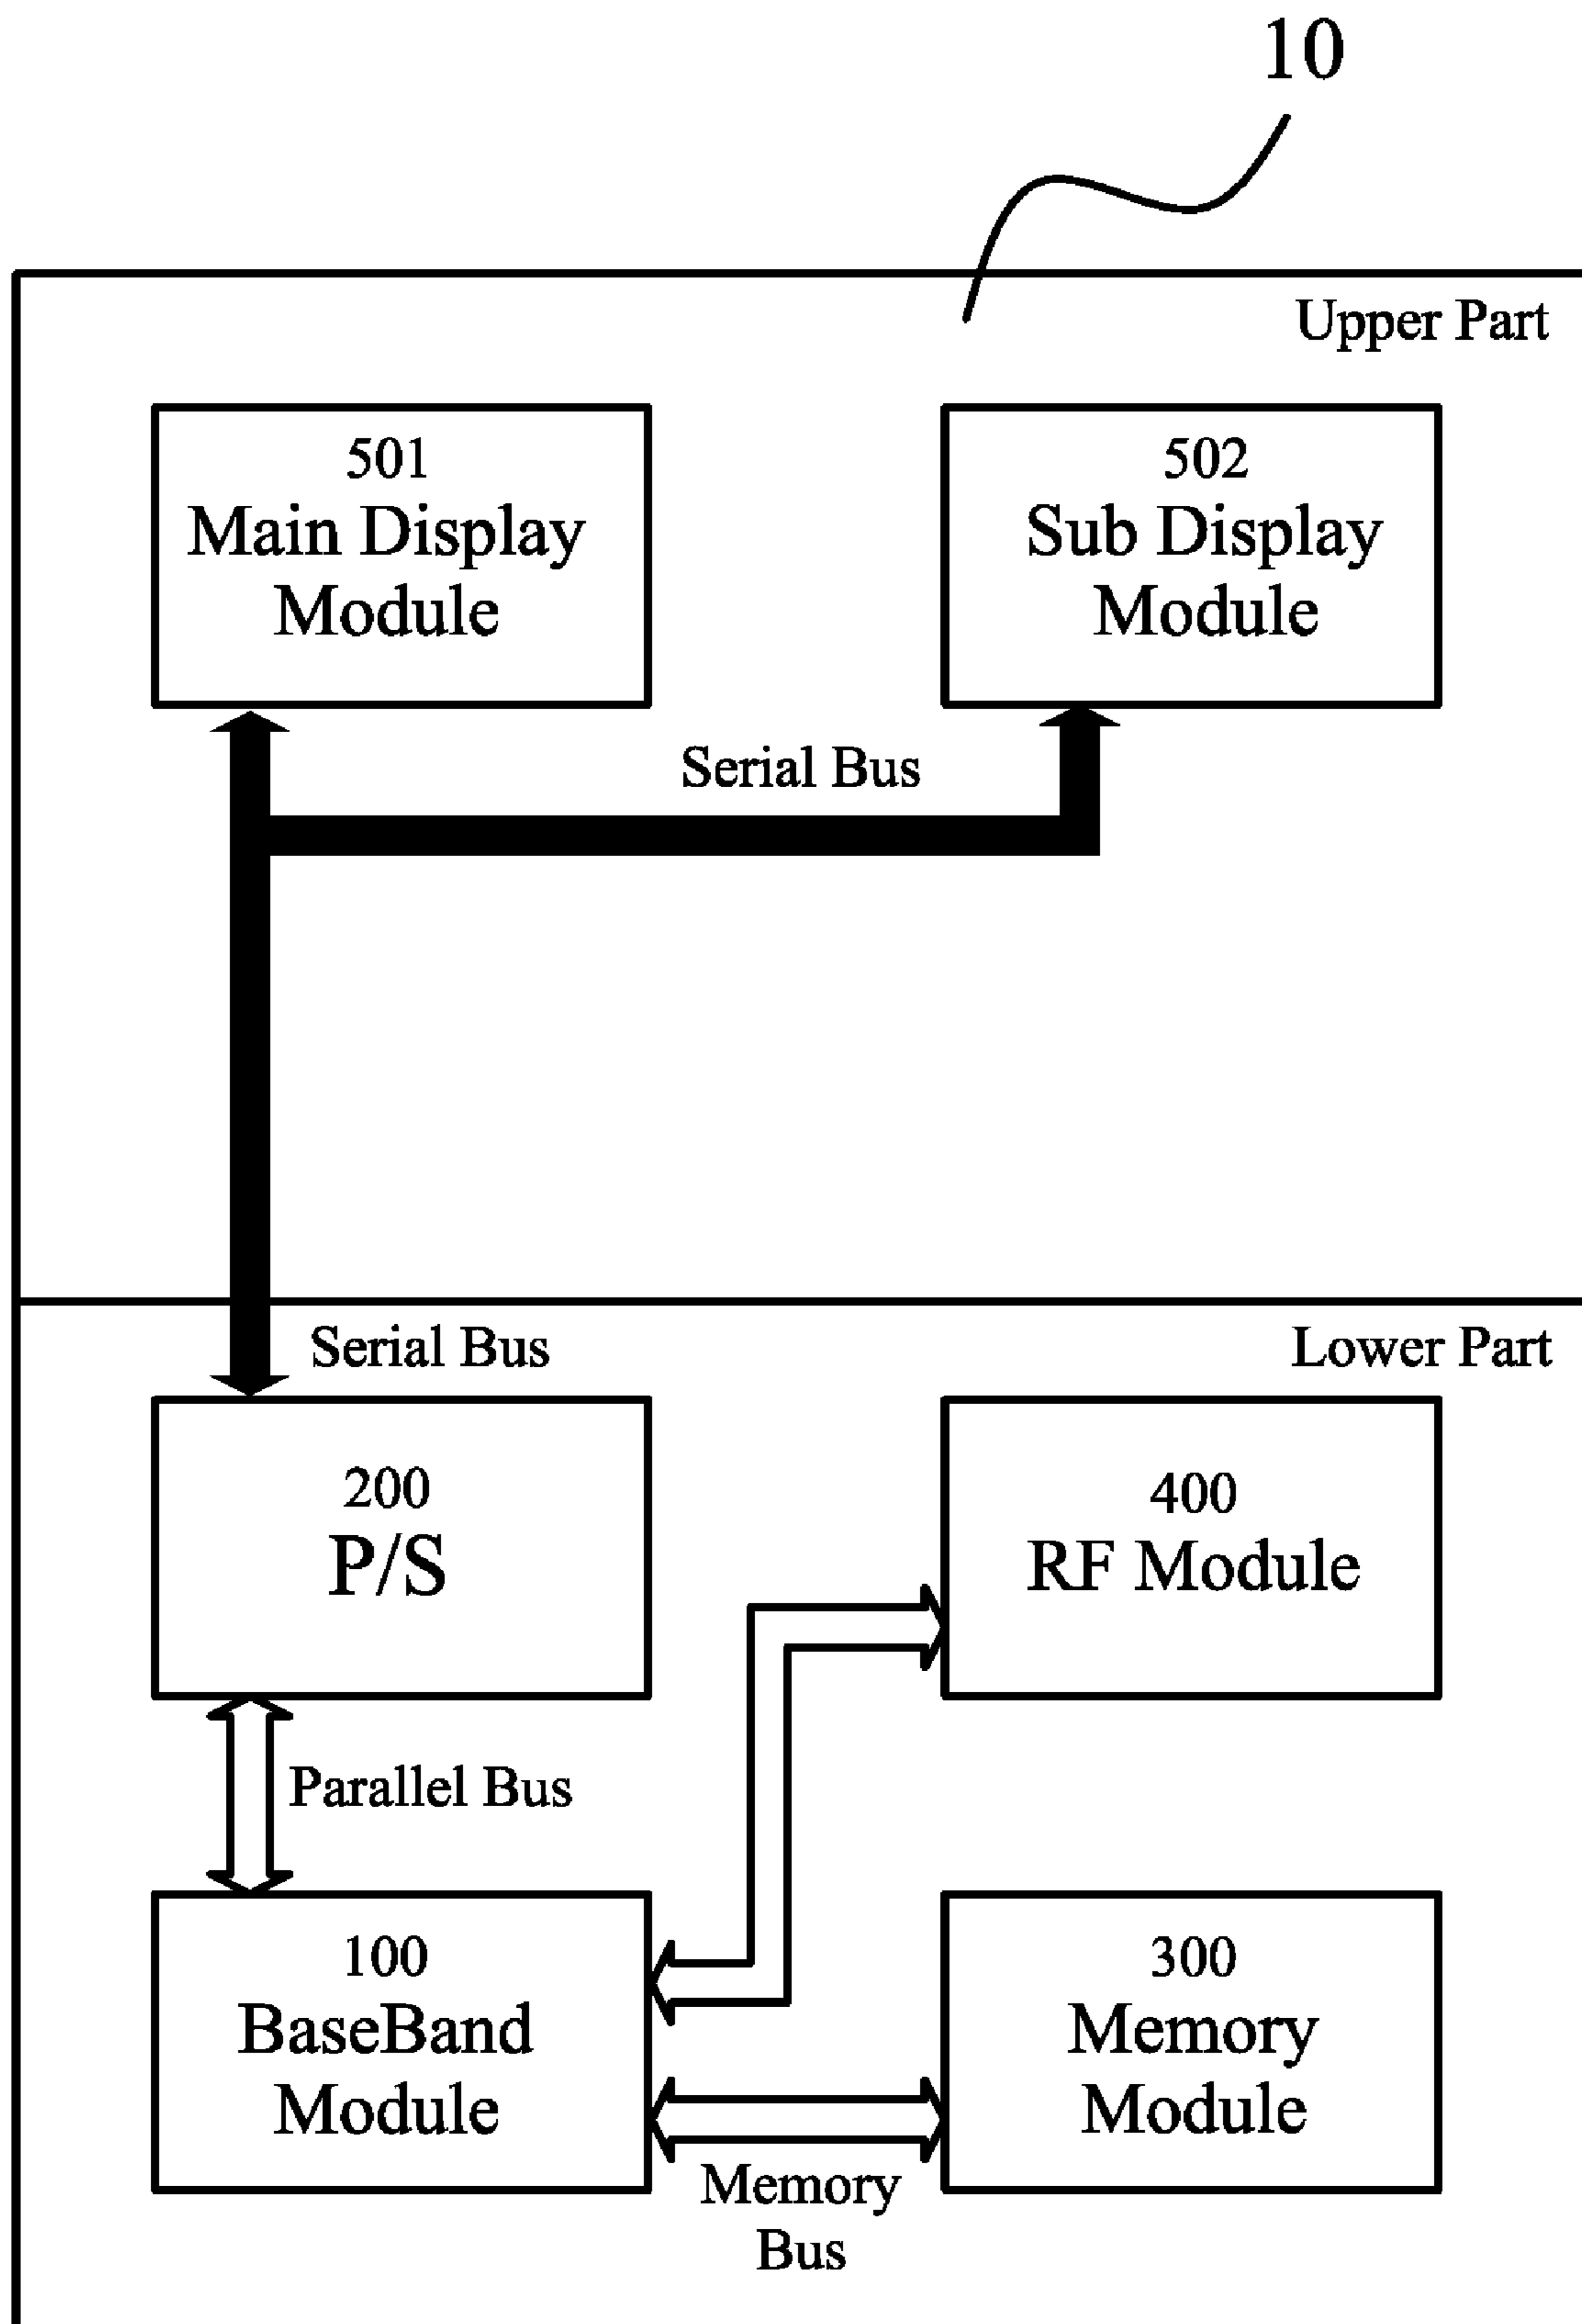 10
Upper Part
501
Main Display
Module
502
Sub Display
Module
Serial Bus
Serial Bus
Lower Part
200
P/S
400
RF Module
Parallel Bus
100
BaseBand
Module
300
Memory
Module
Memory
Bus